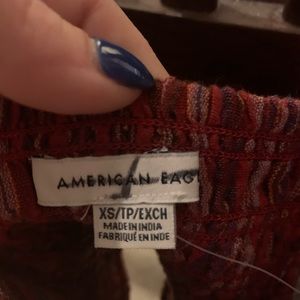 AMERICAN EAG
XS/TP/EXCH
MADE IN INDIA
FABRIQUÉ EN INDE